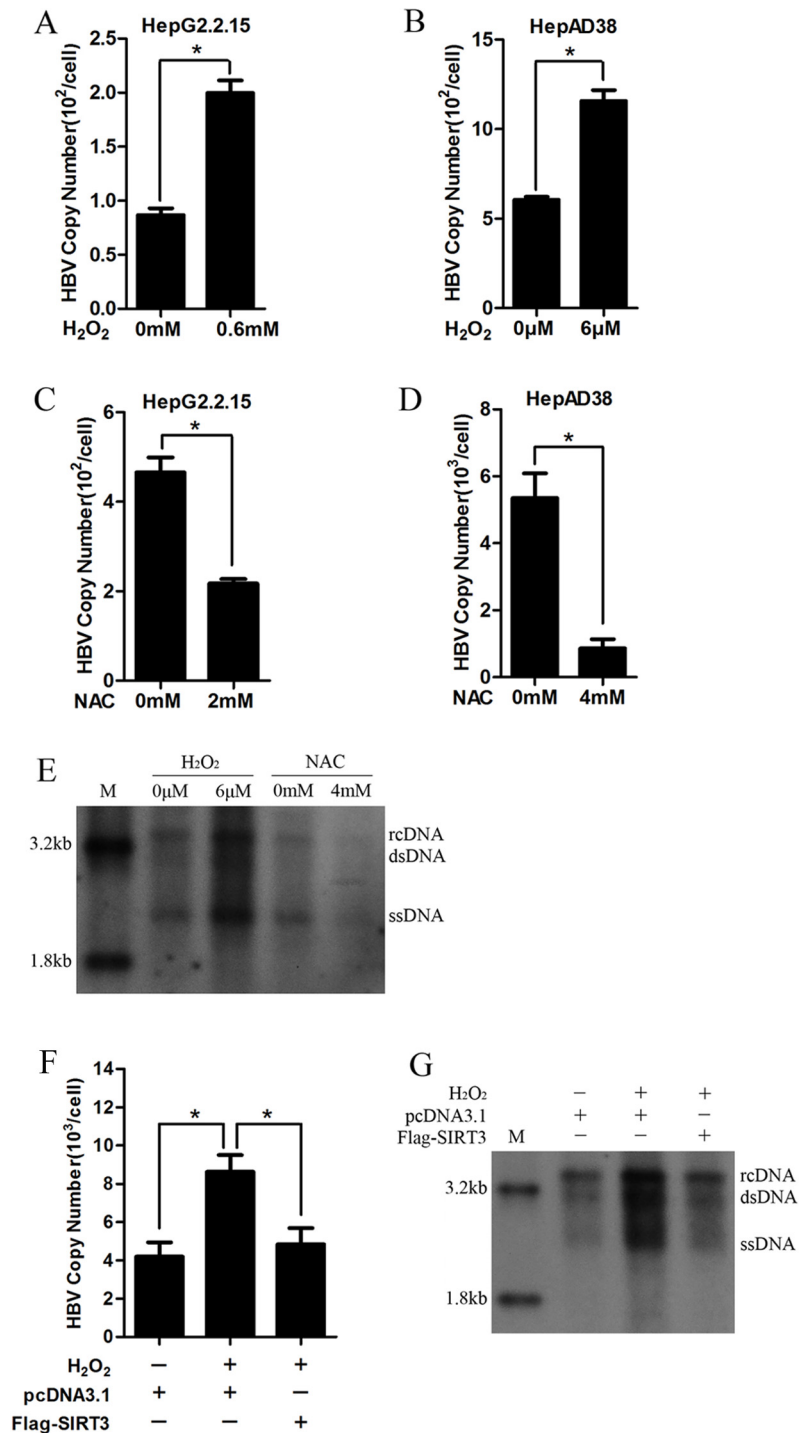 A
HepG2.2.15
HBV Copy Number(10²/cell)
2.5
2.0
1.5
1.0
0.5
0.0
*
H₂O₂ 0mM 0.6mM
B
HepAD38
HBV Copy Number(10²/cell)
15
10
5
0
*
H₂O₂ 0μM 6μM
C
HepG2.2.15
HBV Copy Number(10²/cell)
6
4
2
0
*
NAC 0mM 2mM
D
HepAD38
HBV Copy Number(10³/cell)
8
6
4
2
0
*
NAC 0mM 4mM
E
H₂O₂ NAC
M 0μM 6μM 0mM 4mM
3.2kb
1.8kb
rcDNA
dsDNA
ssDNA
F
HBV Copy Number(10³/cell)
14
12
10
8
6
4
2
0
* *
H₂O₂ – + +
pcDNA3.1 + + –
Flag-SIRT3 – – +
G
H₂O₂ – + +
pcDNA3.1 + + –
Flag-SIRT3 M – – +
3.2kb
1.8kb
rcDNA
dsDNA
ssDNA